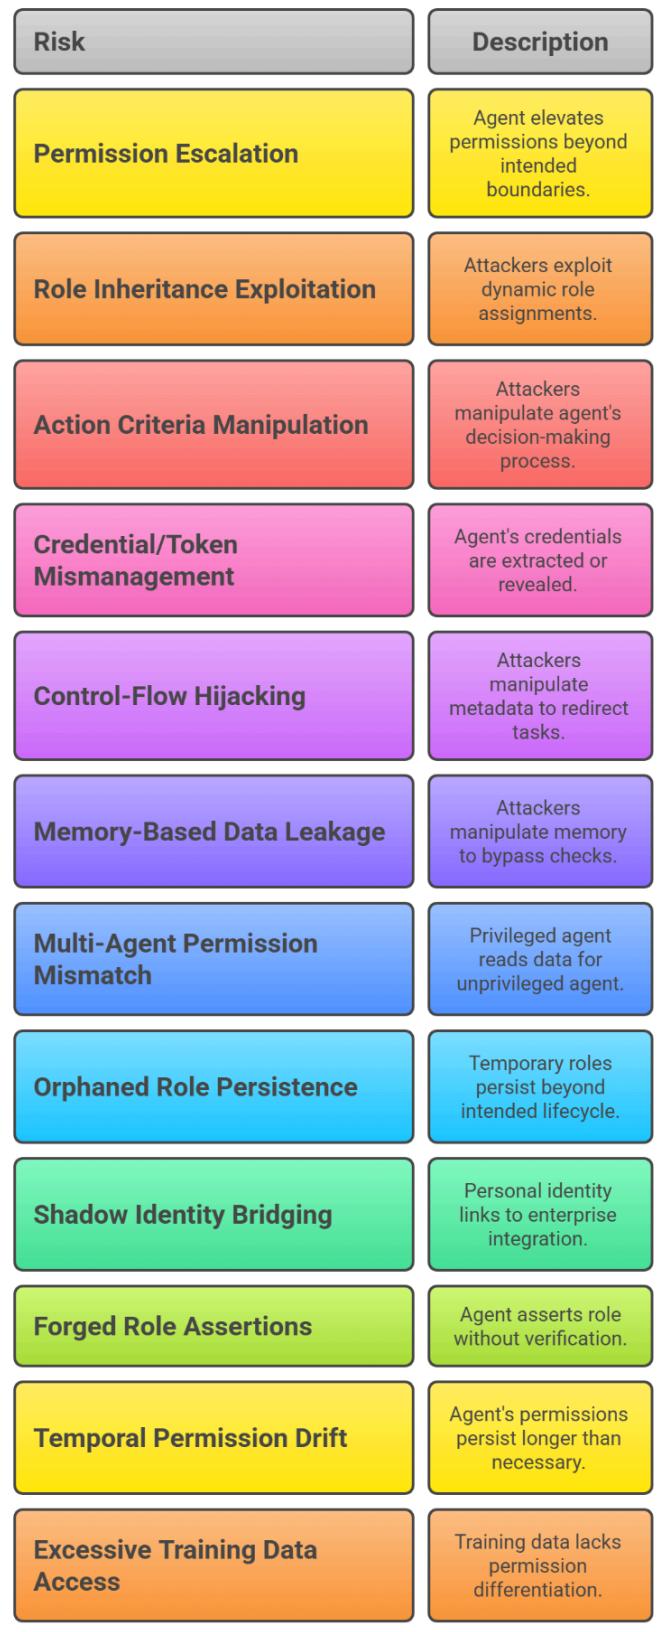 Risk
Description
Permission Escalation
Agent elevates
permissions beyond
intended
boundaries.
Role Inheritance Exploitation
Attackers exploit
dynamic role
assignments.
Action Criteria Manipulation
Attackers
manipulate agent's
decision-making
process.
Credential/Token
Mismanagement
Agent's credentials
are extracted or
revealed.
Control-Flow Hijacking
Attackers
manipulate
metadata to redirect
tasks.
Memory-Based Data Leakage
Attackers
manipulate memory
to bypass checks.
Multi-Agent Permission
Mismatch
Privileged agent
reads data for
unprivileged agent.
Orphaned Role Persistence
Temporary roles
persist beyond
intended lifecycle.
Shadow Identity Bridging
Personal identity
links to enterprise
integration.
Forged Role Assertions
Agent asserts role
without verification.
Temporal Permission Drift
Agent's permissions
persist longer than
necessary.
Excessive Training Data
Access
Training data lacks
permission
differentiation.